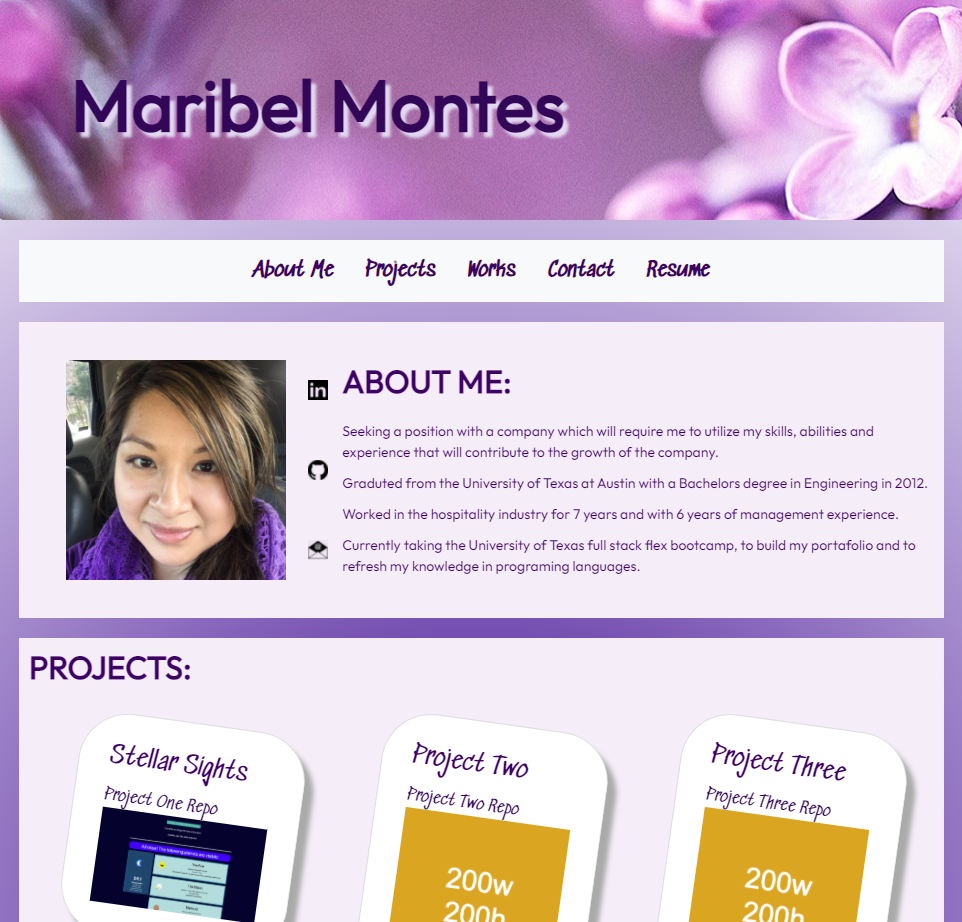 Maribel Montes
About Me Projects Works Contact Resume
in
ABOUT ME:
Seeking a position with a company which will require me to utilize my skills, abilities and
experience that will contribute to the growth of the company.
Graduted from the University of Texas at Austin with a Bachelors degree in Engineering in 2012.
Worked in the hospitality industry for 7 years and with 6 years of management experience.
Currently taking the University of Texas full stack flex bootcamp, to build my portafolio and to
refresh my knowledge in programing languages.
PROJECTS:
Stellar Sights
Project One Repo
Project Two
Project Two Repo
200w
200h
Project Three
Project Three Repo
200w
200h